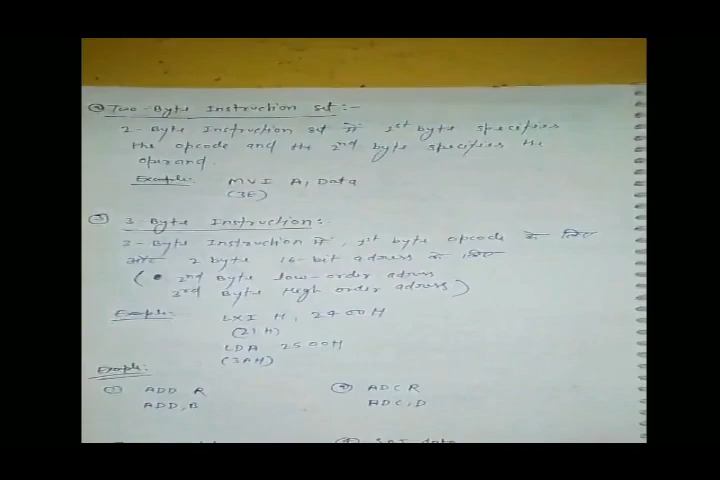 ② Two-Byte Instruction set :-
2-Byte Instruction set में 1st byte specifies
the opcode and the 2nd byte specifies the
operand.
Example:- MVI A, Data
(3E)
③ 3-Byte Instruction :-
3-Byte Instruction में, 1st byte opcode के लिए
और 2 byte 16-bit adress के लिए
( • 2nd Byte low-order adress
3rd Byte High order adress )
Example:- LXI H, 2400H
(21H)
LDA 2500H
(3AH)
Example:
① ADD R ② ADC R
ADD, B ADC, D